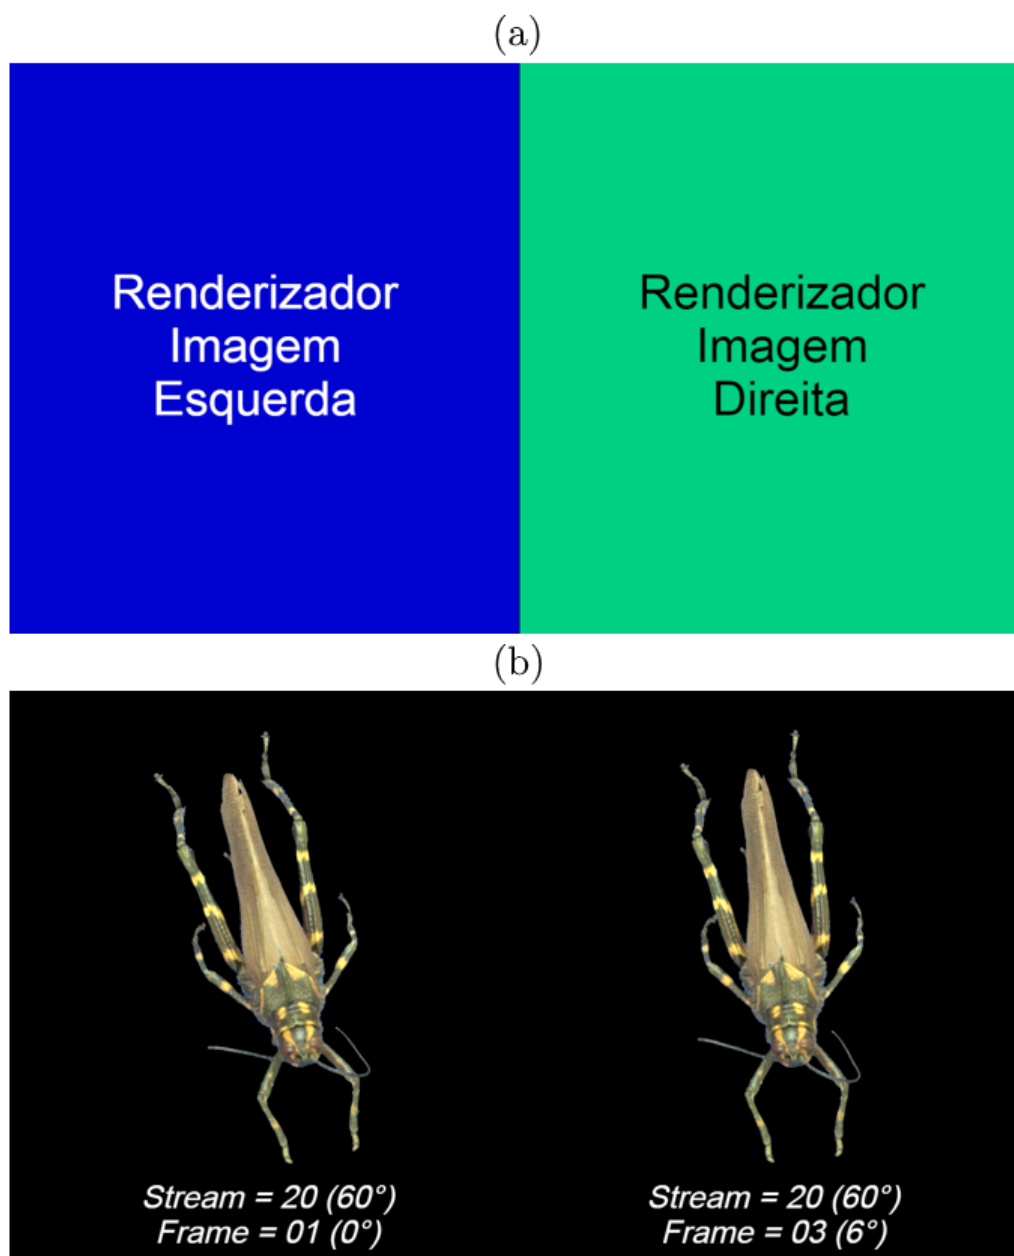 (a)
Renderizador
Imagem
Esquerda
Renderizador
Imagem
Direita
(b)
Stream = 20 (60°)
Frame = 01 (0°)
Stream = 20 (60°)
Frame = 03 (6°)